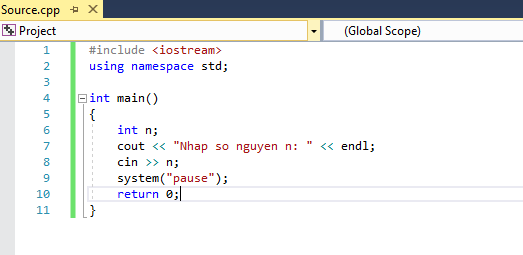 Source.cpp
Project (Global Scope)
1 #include <iostream>
2 using namespace std;
3
4 int main()
5 {
6 int n;
7 cout << "Nhap so nguyen n: " << endl;
8 cin >> n;
9 system("pause");
10 return 0;
11 }